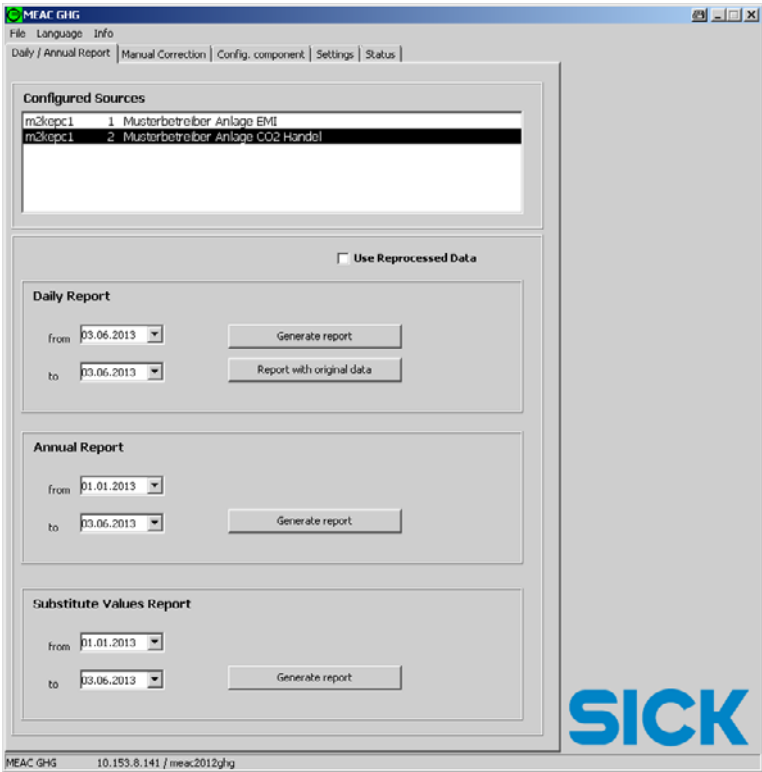 MEAC GHG
File Language Info
Daily / Annual Report Manual Correction Config. component Settings Status
Configured Sources
m2kepc1 1 Musterbetreiber Anlage EMI
m2kepc1 2 Musterbetreiber Anlage CO2 Handel
Use Reprocessed Data
Daily Report
from 03.06.2013 Generate report
to 03.06.2013 Report with original data
Annual Report
from 01.01.2013
to 03.06.2013 Generate report
Substitute Values Report
from 01.01.2013
to 03.06.2013 Generate report
SICK
MEAC GHG 10.153.8.141 / meac2012ghg